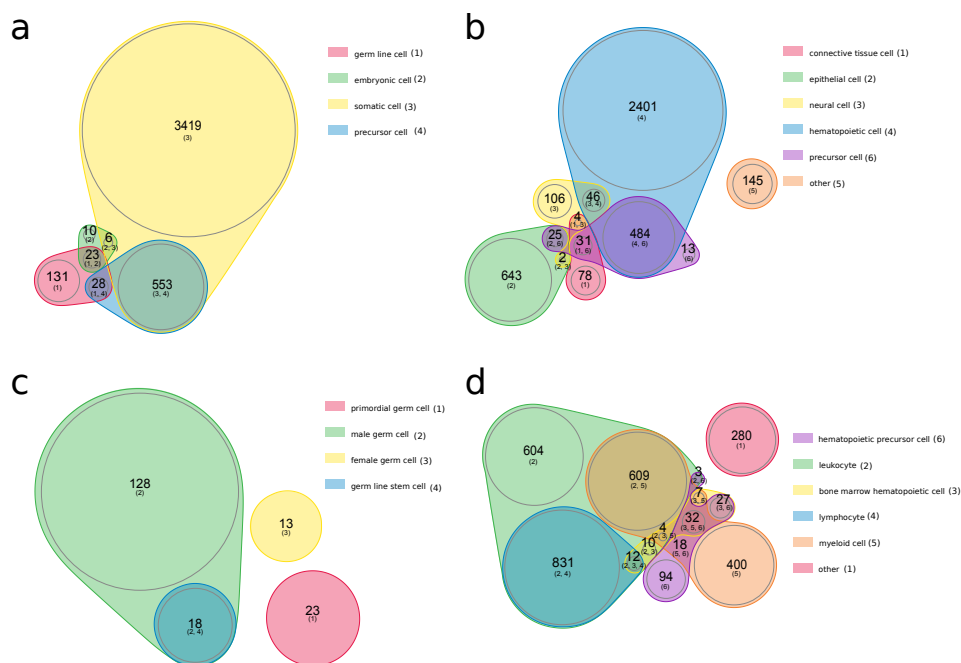 a
3419
(3)
10
(2)
6
(2, 3)
23
(1, 2)
131
(1)
28
(1, 4)
553
(3, 4)
germ line cell (1)
embryonic cell (2)
somatic cell (3)
precursor cell (4)
b
2401
(4)
145
(5)
106
(3)
46
(3, 4)
4
(1, 3)
25
(2, 6)
31
(1, 6)
484
(4, 6)
13
(6)
2
(2, 3)
643
(2)
78
(1)
connective tissue cell (1)
epithelial cell (2)
neural cell (3)
hematopoietic cell (4)
precursor cell (6)
other (5)
c
128
(2)
13
(3)
18
(2, 4)
23
(1)
primordial germ cell (1)
male germ cell (2)
female germ cell (3)
germ line stem cell (4)
d
604
(2)
280
(1)
609
(2, 5)
3
(2, 6)
7
(3, 5)
27
(3, 6)
32
(3, 5, 6)
4
(2, 3, 5)
10
(2, 3)
18
(5, 6)
12
(2, 3, 4)
831
(2, 4)
94
(6)
400
(5)
hematopoietic precursor cell (6)
leukocyte (2)
bone marrow hematopoietic cell (3)
lymphocyte (4)
myeloid cell (5)
other (1)